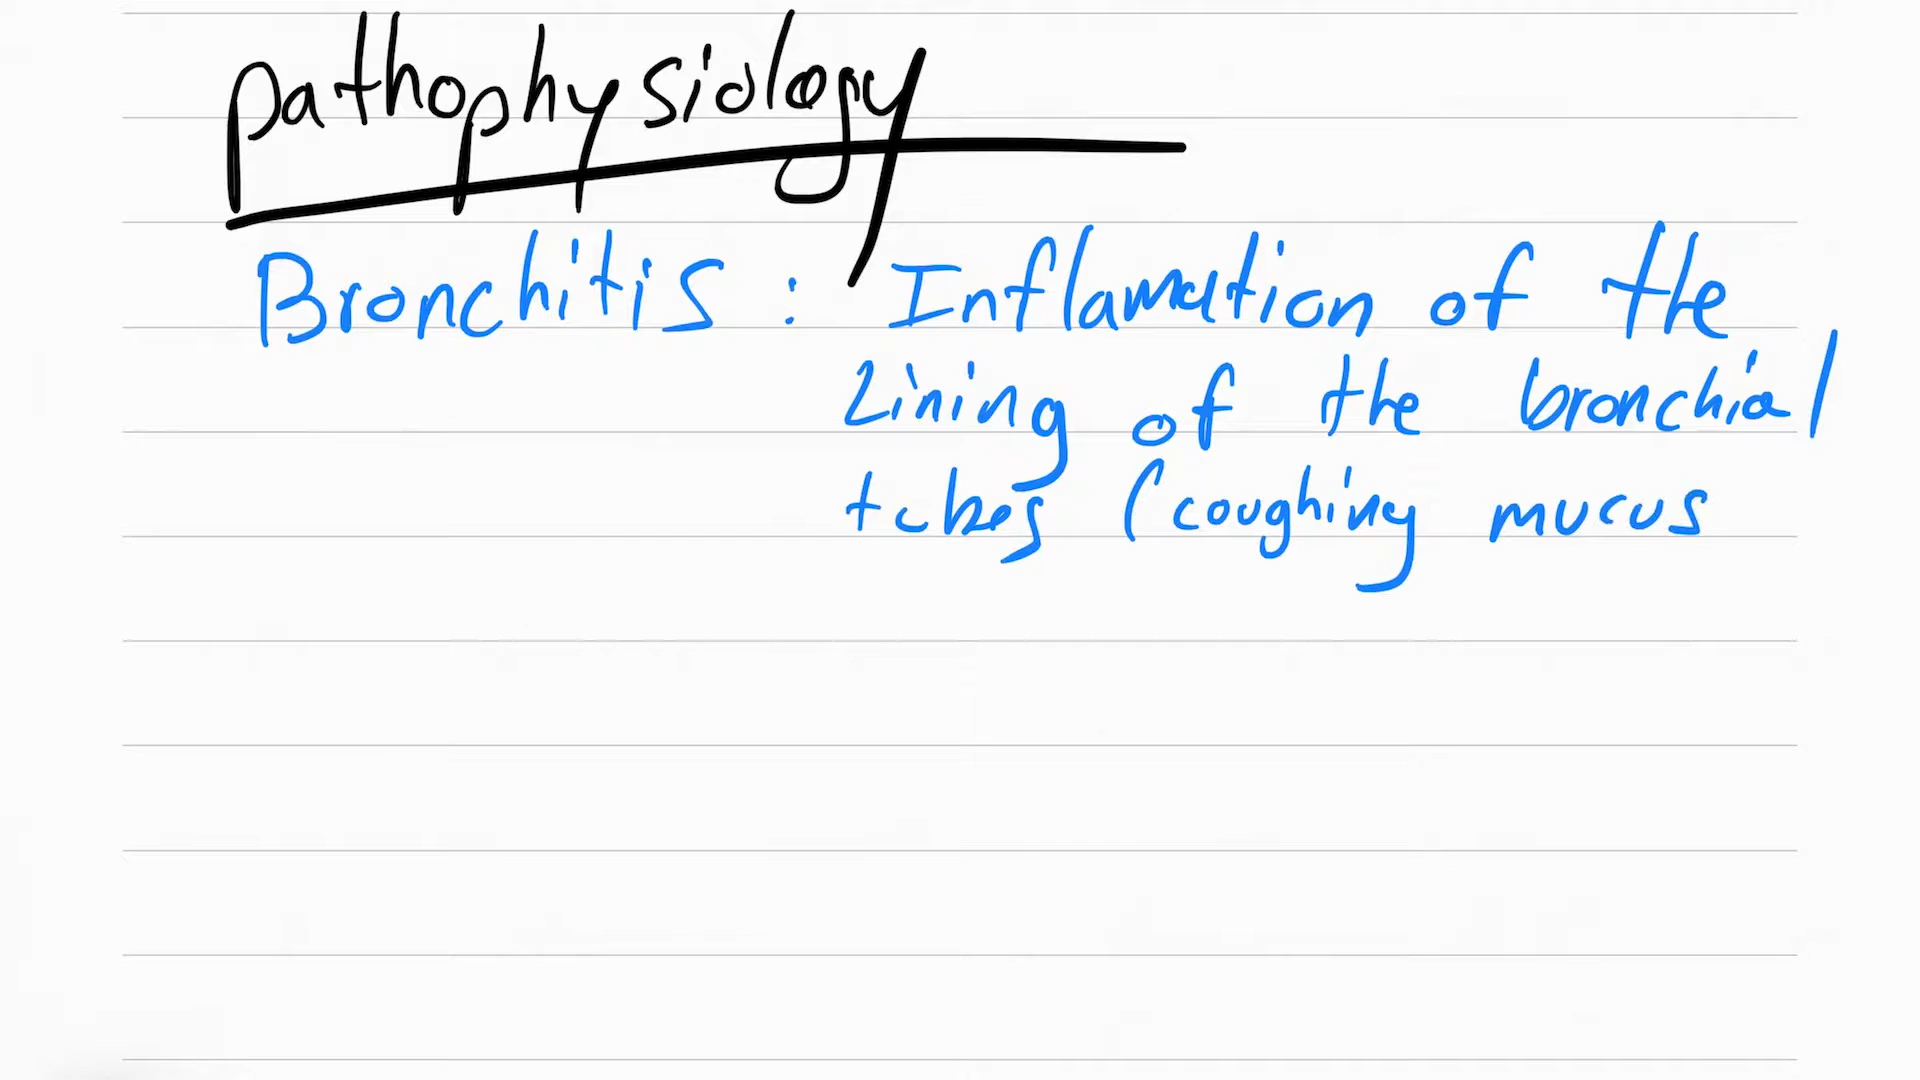 pathophysiology
Bronchitis : Inflamation of the
Lining of the bronchial
tubes (coughing mucus